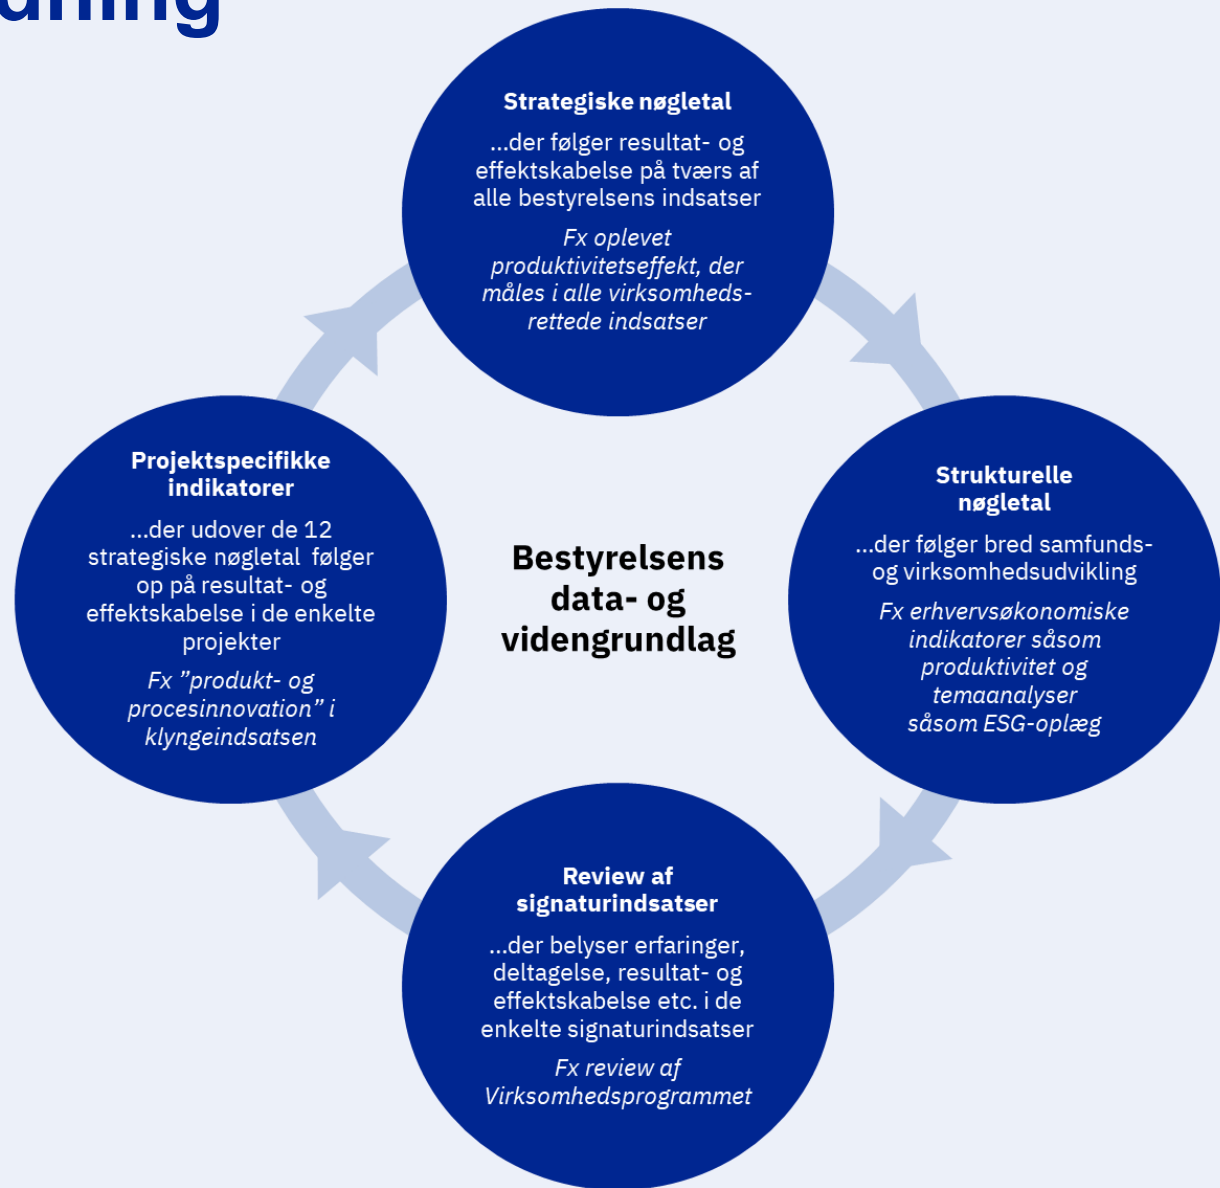 Strategiske nøgletal
...der følger resultat- og
effektskabelse på tværs af
alle bestyrelsens indsatser
Fx oplevet
produktivitetseffekt, der
måles i alle virksomheds-
rettede indsatser
Projektspecifikke
indikatorer
...der udover de 12
strategiske nøgletal følger
op på resultat- og
effektskabelse i de enkelte
projekter
Fx ”produkt- og
procesinnovation” i
klyngeindsatsen
Bestyrelsens
data- og
videngrundlag
Strukturelle
nøgletal
...der følger bred samfunds-
og virksomhedsudvikling
Fx erhvervsøkonomiske
indikatorer såsom
produktivitet og
temaanalyser
såsom ESG-oplæg
Review af
signaturindsatser
...der belyser erfaringer,
deltagelse, resultat- og
effektskabelse etc. i de
enkelte signaturindsatser
Fx review af
Virksomhedsprogrammet